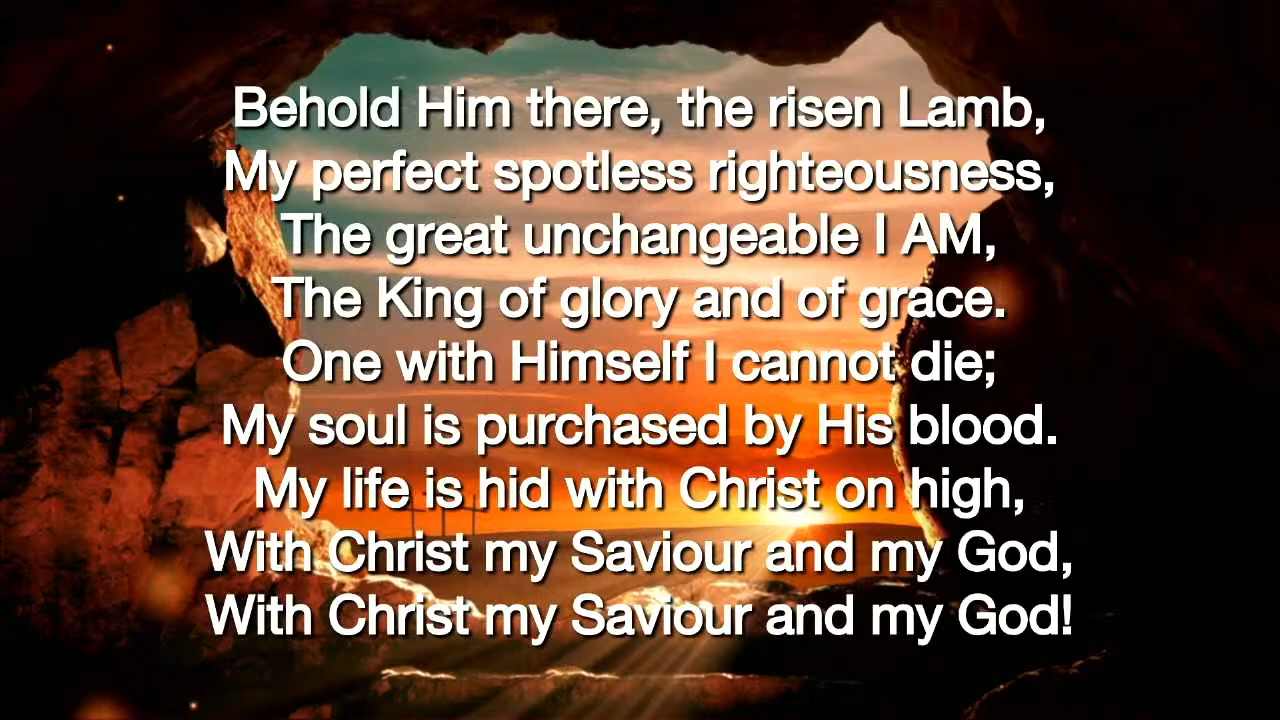 Behold Him there, the risen Lamb,
My perfect spotless righteousness,
The great unchangeable I AM,
The King of glory and of grace.
One with Himself I cannot die;
My soul is purchased by His blood.
My life is hid with Christ on high,
With Christ my Saviour and my God,
With Christ my Saviour and my God!